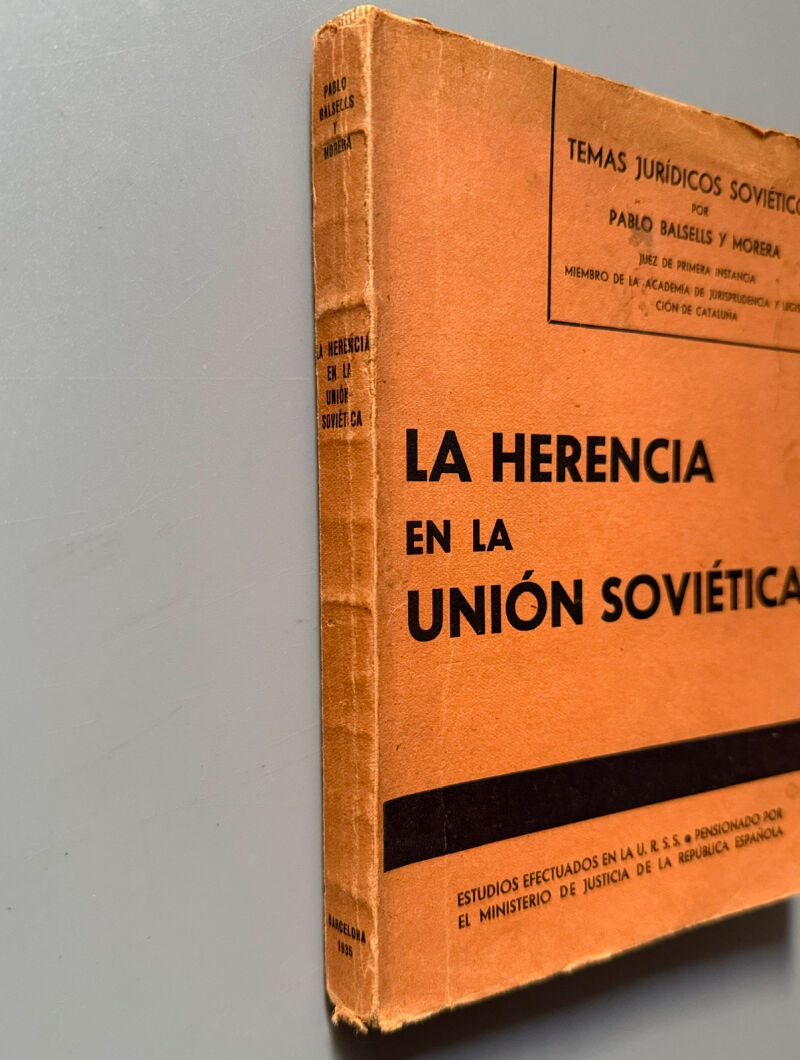 PABLO
BALSELLS
Y
MORERA
LA HERENCIA
EN LA
UNIÓN
SOVIÉTICA
BARCELONA
1935
TEMAS JURÍDICOS SOVIÉTICO
POR
PABLO BALSELLS Y MORERA
JUEZ DE PRIMERA INSTANCIA
MIEMBRO DE LA ACADEMIA DE JURISPRUDENCIA Y LEGIS
CIÓN DE CATALUÑA
LA HERENCIA
EN LA
UNIÓN SOVIÉTICA
ESTUDIOS EFECTUADOS EN LA U. R. S. S. • PENSIONADO POR
EL MINISTERIO DE JUSTICIA DE LA REPÚBLICA ESPAÑOLA